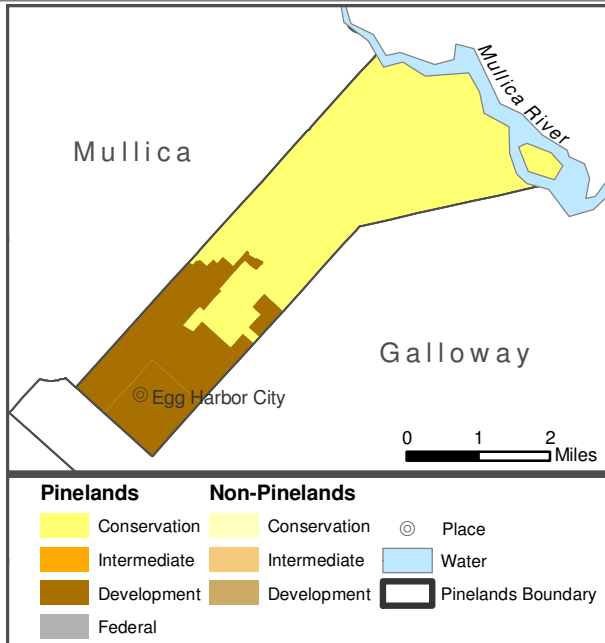 Mullica River
Mullica
Galloway
Egg Harbor City
0 1 2
Miles
Pinelands Non-Pinelands
Conservation Conservation Place
Intermediate Intermediate Water
Development Development Pinelands Boundary
Federal